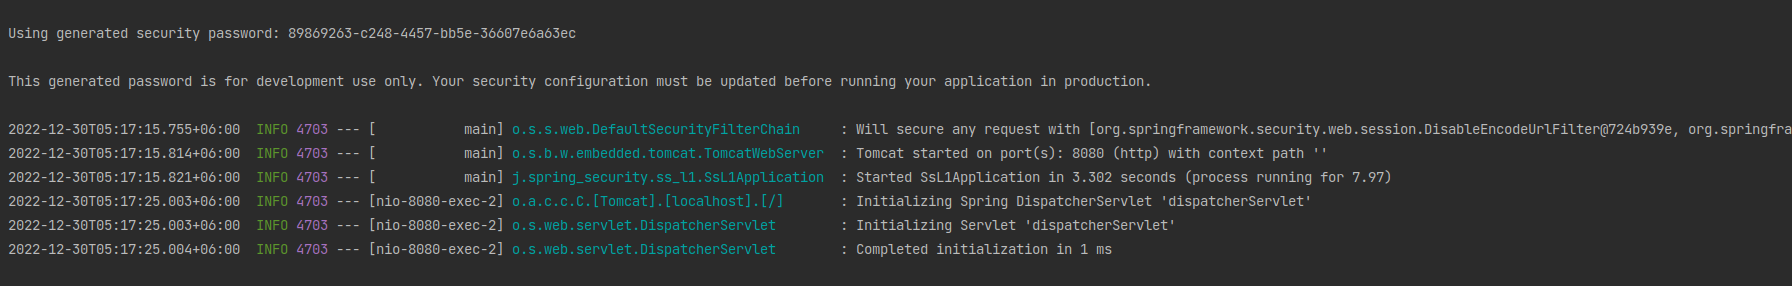 Using generated security password: 89869263-c248-4457-bb5e-36607e6a63ec
This generated password is for development use only. Your security configuration must be updated before running your application in production.
2022-12-30T05:17:15.755+06:00  INFO 4703 --- [           main] o.s.s.web.DefaultSecurityFilterChain     : Will secure any request with [org.springframework.security.web.session.DisableEncodeUrlFilter@724b939e, org.springfra
2022-12-30T05:17:15.814+06:00  INFO 4703 --- [           main] o.s.b.w.embedded.tomcat.TomcatWebServer  : Tomcat started on port(s): 8080 (http) with context path ''
2022-12-30T05:17:15.821+06:00  INFO 4703 --- [           main] j.spring_security.ss_l1.SsL1Application  : Started SsL1Application in 3.302 seconds (process running for 7.97)
2022-12-30T05:17:25.003+06:00  INFO 4703 --- [nio-8080-exec-2] o.a.c.c.C.[Tomcat].[localhost].[/]       : Initializing Spring DispatcherServlet 'dispatcherServlet'
2022-12-30T05:17:25.003+06:00  INFO 4703 --- [nio-8080-exec-2] o.s.web.servlet.DispatcherServlet        : Initializing Servlet 'dispatcherServlet'
2022-12-30T05:17:25.004+06:00  INFO 4703 --- [nio-8080-exec-2] o.s.web.servlet.DispatcherServlet        : Completed initialization in 1 ms